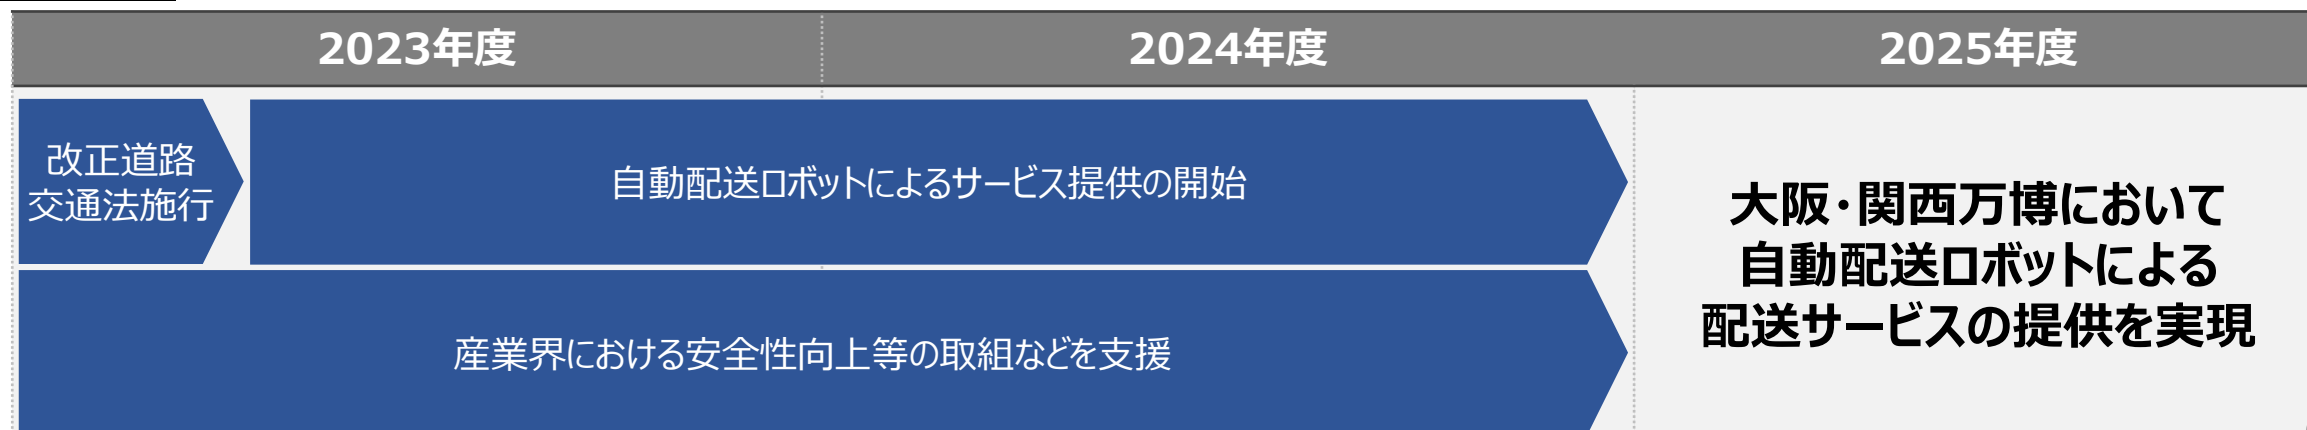 2023年度
2024年度
2025年度
改正道路
交通法施行
自動配送ロボットによるサービス提供の開始
産業界における安全性向上等の取組などを支援
大阪・関西万博において
自動配送ロボットによる
配送サービスの提供を実現